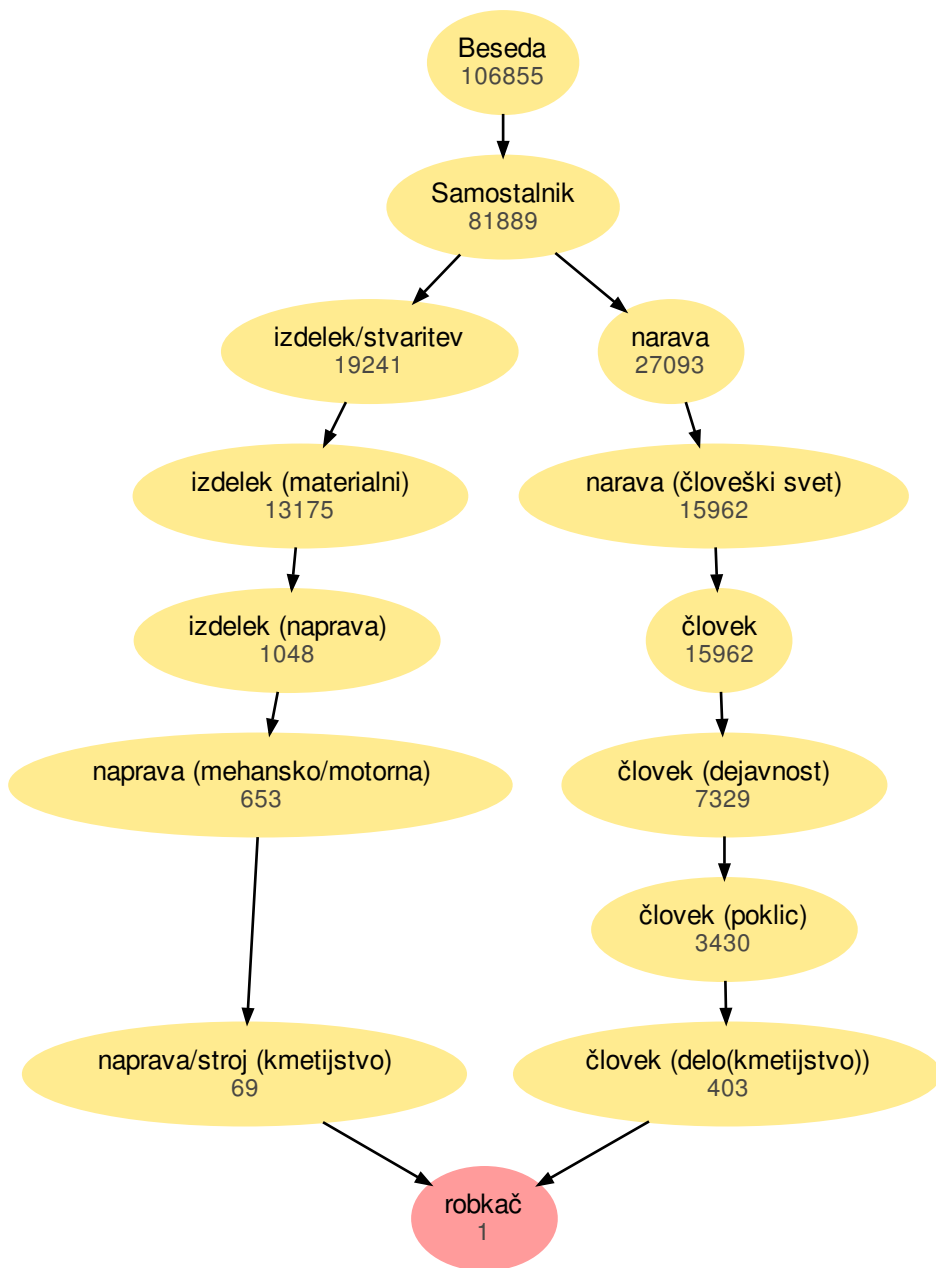 Beseda
106855
Samostalnik
81889
izdelek/stvaritev
19241
narava
27093
izdelek (materialni)
13175
narava (človeški svet)
15962
izdelek (naprava)
1048
človek
15962
naprava (mehansko/motorna)
653
človek (dejavnost)
7329
človek (poklic)
3430
naprava/stroj (kmetijstvo)
69
človek (delo(kmetijstvo))
403
robkač
1